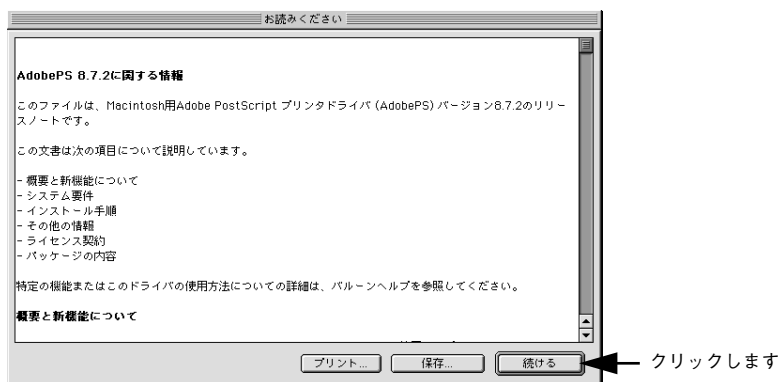 お読みください
AdobePS 8.7.2に関する情報
このファイルは、Macintosh用Adobe PostScript プリンタドライバ (AdobePS) バージョン8.7.2のリリー
スノートです。
この文書は次の項目について説明しています。
- 概要と新機能について
- システム要件
- インストール手順
- その他の情報
- ライセンス契約
- パッケージの内容
特定の機能またはこのドライバの使用方法についての詳細は、バルーンヘルプを参照してください。
概要と新機能について
プリント...
保存...
続ける
クリックします